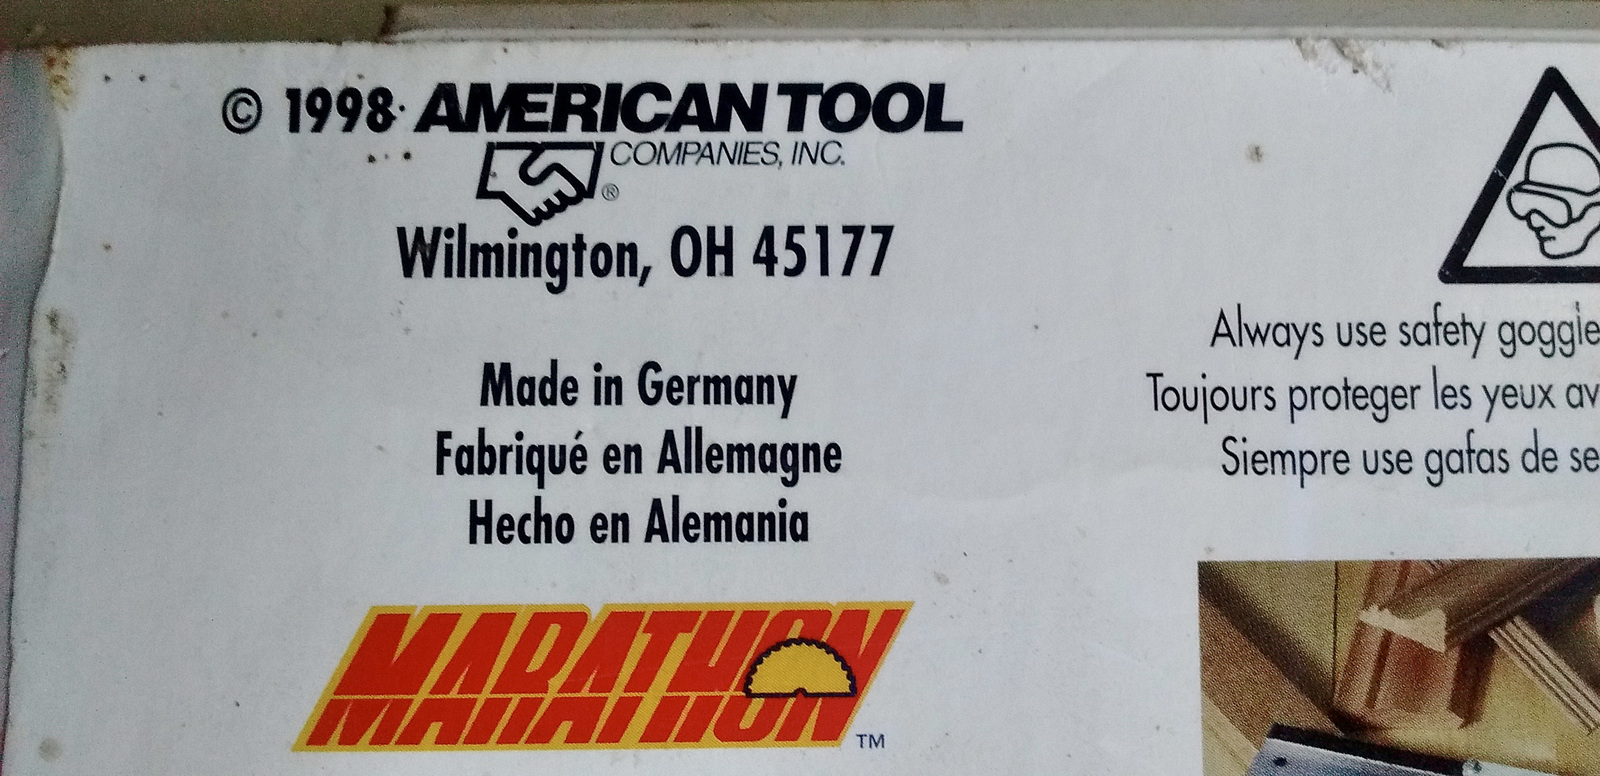 © 1998 AMERICAN TOOL
COMPANIES, INC.
®
Wilmington, OH 45177
Made in Germany
Fabriqué en Allemagne
Hecho en Alemania
MARATHON
TM
Always use safety goggle
Toujours proteger les yeux av
Siempre use gafas de se